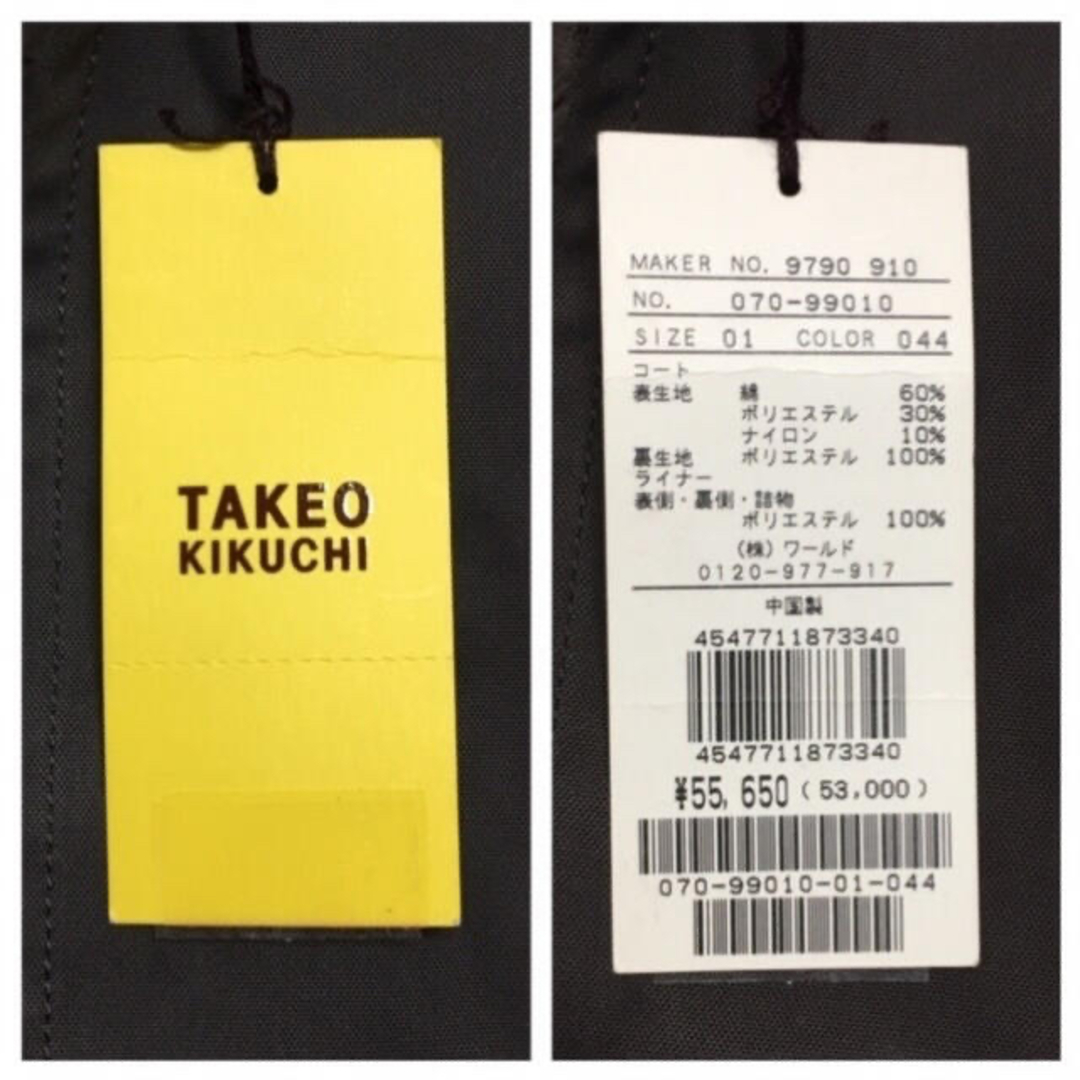 TAKEO
KIKUCHI
MAKER NO. 9790 910
NO. 070-99010
SIZE 01 COLOR 044
コート
表生地 綿 60%
ポリエステル 30%
ナイロン 10%
裏生地 ポリエステル 100%
ライナー
表側・裏側・詰物
ポリエステル 100%
(株)ワールド
0120-977-917
中国製
4547711873340
4547711873340
¥55,650(53,000)
070-99010-01-044